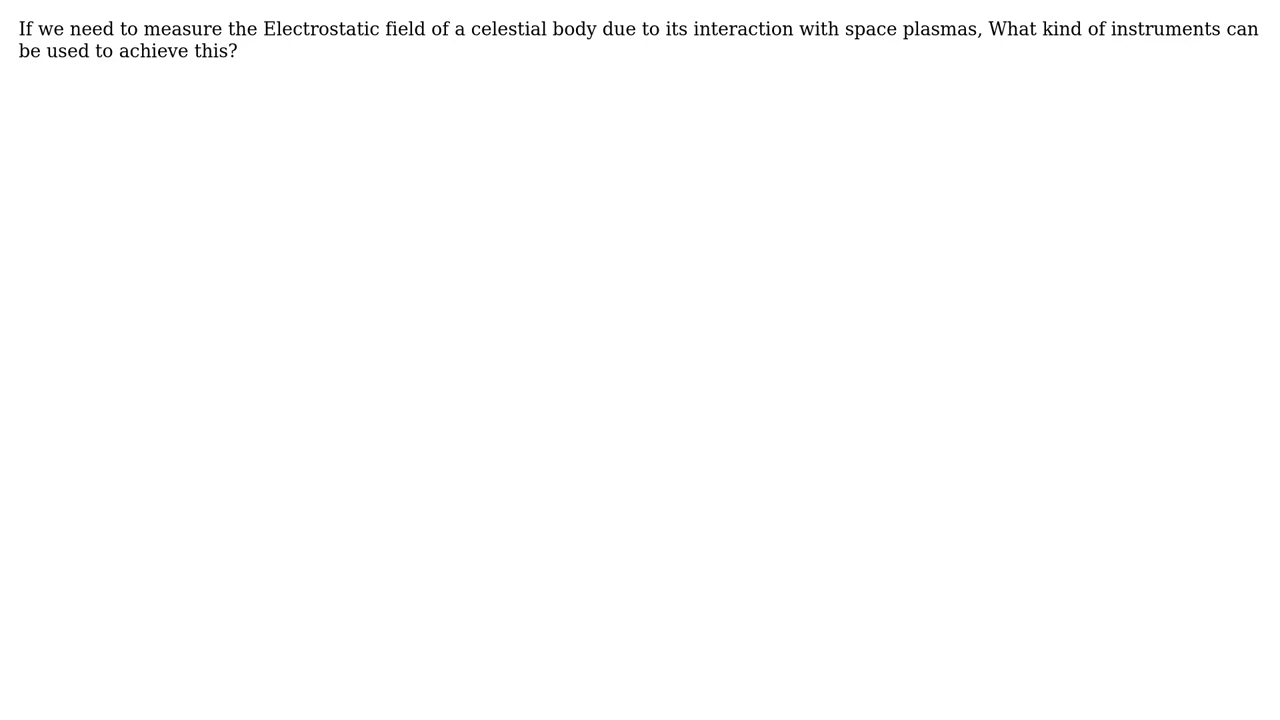 If we need to measure the Electrostatic field of a celestial body due to its interaction with space plasmas, What kind of instruments can
be used to achieve this?